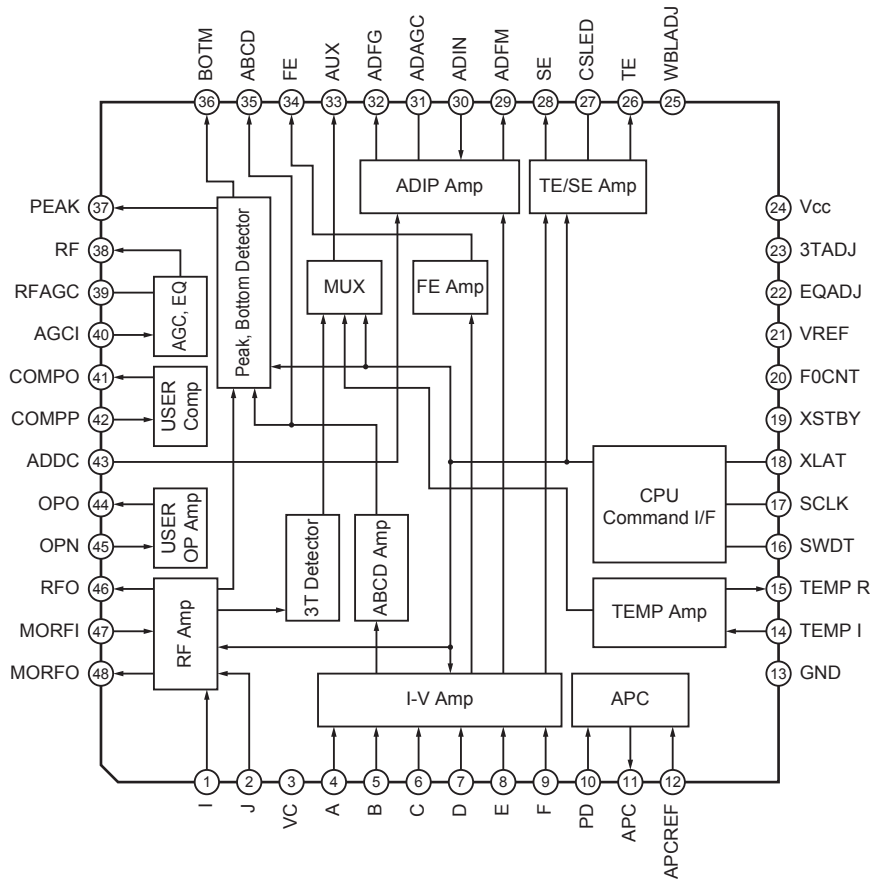 BOTM
ABCD
FE
AUX
ADFG
ADAGC
ADIN
ADFM
SE
CSLED
TE
WBLADJ
36
35
34
33
32
31
30
29
28
27
26
25
ADIP Amp
TE/SE Amp
PEAK
37
24
Vcc
RF
38
23
3TADJ
RFAGC
39
22
EQADJ
AGCI
40
21
VREF
AGC, EQ
Peak, Bottom Detector
MUX
FE Amp
COMPO
41
20
F0CNT
COMPP
42
19
XSTBY
USER
Comp
ADDC
43
18
XLAT
OPO
44
17
SCLK
OPN
45
16
SWDT
USER
OP Amp
CPU
Command I/F
RFO
46
15
TEMP R
MORFI
47
14
TEMP I
MORFO
48
13
GND
RF Amp
3T Detector
ABCD Amp
TEMP Amp
I-V Amp
APC
1
2
3
4
5
6
7
8
9
10
11
12
I
J
VC
A
B
C
D
E
F
PD
APC
APCREF